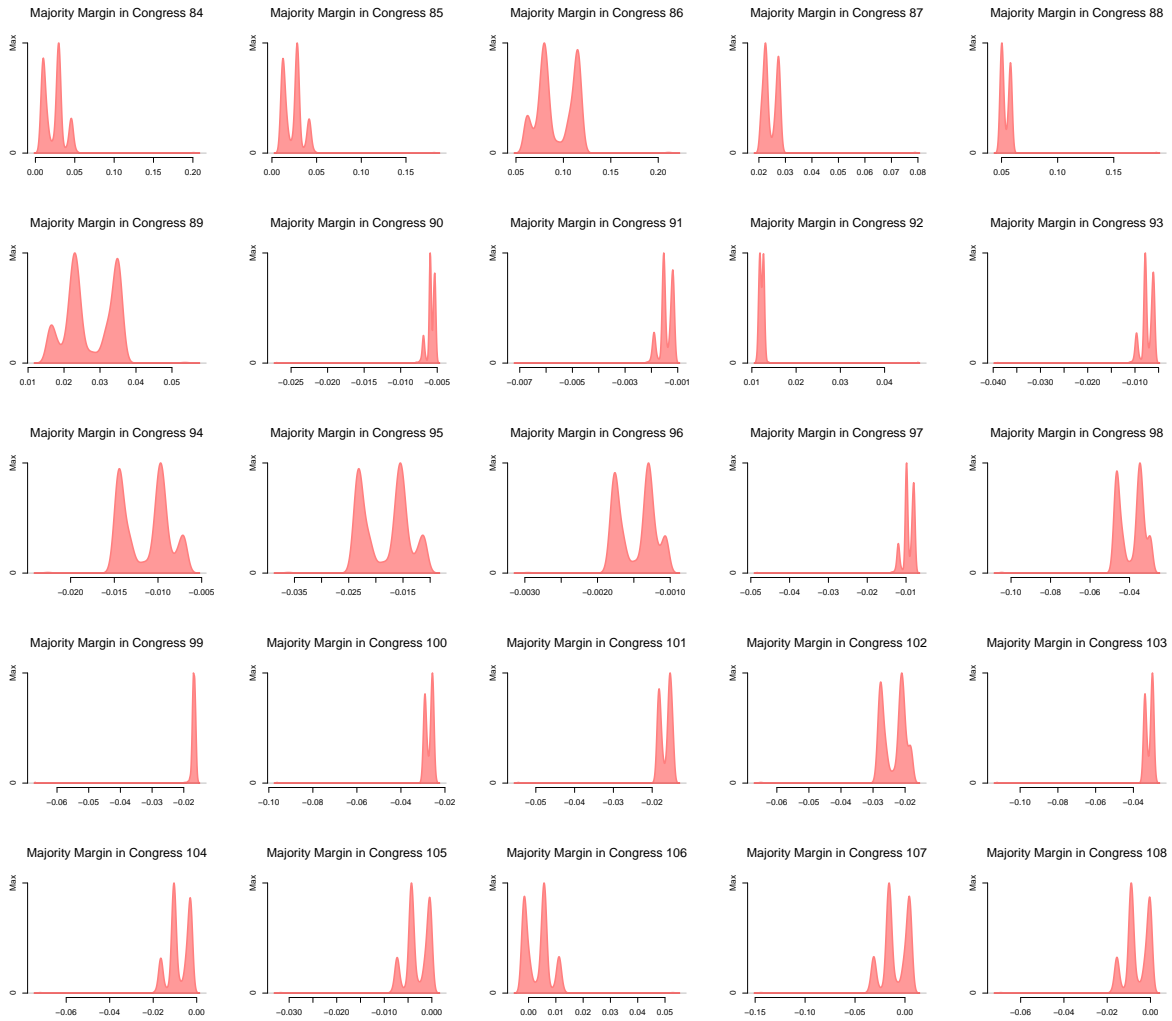 Majority Margin in Congress 84
Max
0
0.00 0.05 0.10 0.15 0.20
Majority Margin in Congress 85
Max
0
0.00 0.05 0.10 0.15
Majority Margin in Congress 86
Max
0
0.05 0.10 0.15 0.20
Majority Margin in Congress 87
Max
0
0.02 0.03 0.04 0.05 0.06 0.07 0.08
Majority Margin in Congress 88
Max
0
0.05 0.10 0.15
Majority Margin in Congress 89
Max
0
0.01 0.02 0.03 0.04 0.05
Majority Margin in Congress 90
Max
0
−0.025 −0.020 −0.015 −0.010 −0.005
Majority Margin in Congress 91
Max
0
−0.007 −0.005 −0.003 −0.001
Majority Margin in Congress 92
Max
0
0.01 0.02 0.03 0.04
Majority Margin in Congress 93
Max
0
−0.040 −0.030 −0.020 −0.010
Majority Margin in Congress 94
Max
0
−0.020 −0.015 −0.010 −0.005
Majority Margin in Congress 95
Max
0
−0.035 −0.025 −0.015
Majority Margin in Congress 96
Max
0
−0.0030 −0.0020 −0.0010
Majority Margin in Congress 97
Max
0
−0.05 −0.04 −0.03 −0.02 −0.01
Majority Margin in Congress 98
Max
0
−0.10 −0.08 −0.06 −0.04
Majority Margin in Congress 99
Max
0
−0.06 −0.05 −0.04 −0.03 −0.02
Majority Margin in Congress 100
Max
0
−0.10 −0.08 −0.06 −0.04 −0.02
Majority Margin in Congress 101
Max
0
−0.05 −0.04 −0.03 −0.02
Majority Margin in Congress 102
Max
0
−0.06 −0.05 −0.04 −0.03 −0.02
Majority Margin in Congress 103
Max
0
−0.10 −0.08 −0.06 −0.04
Majority Margin in Congress 104
Max
0
−0.06 −0.04 −0.02 0.00
Majority Margin in Congress 105
Max
0
−0.030 −0.020 −0.010 0.000
Majority Margin in Congress 106
Max
0
0.00 0.01 0.02 0.03 0.04 0.05
Majority Margin in Congress 107
Max
0
−0.15 −0.10 −0.05 0.00
Majority Margin in Congress 108
Max
0
−0.06 −0.04 −0.02 0.00